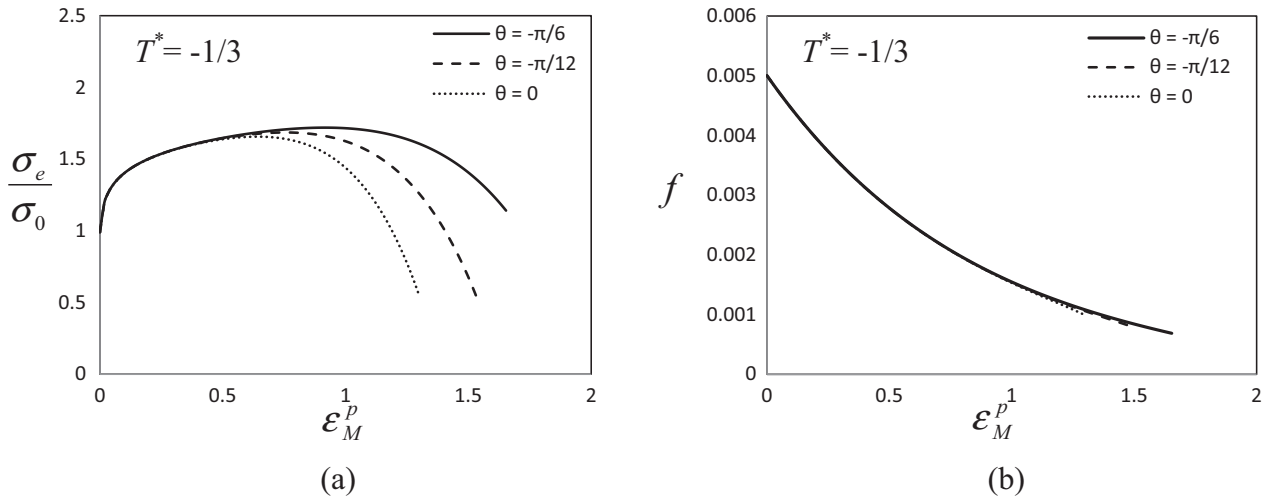 2.5
2
1.5
1
0.5
0
σe/σ0
T* = -1/3
θ = -π/6
θ = -π/12
θ = 0
0 0.5 1 1.5 2
ε_M^p
(a)
0.006
0.005
0.004
0.003
0.002
0.001
0
f
T* = -1/3
θ = -π/6
θ = -π/12
θ = 0
0 0.5 1 1.5 2
ε_M^p
(b)